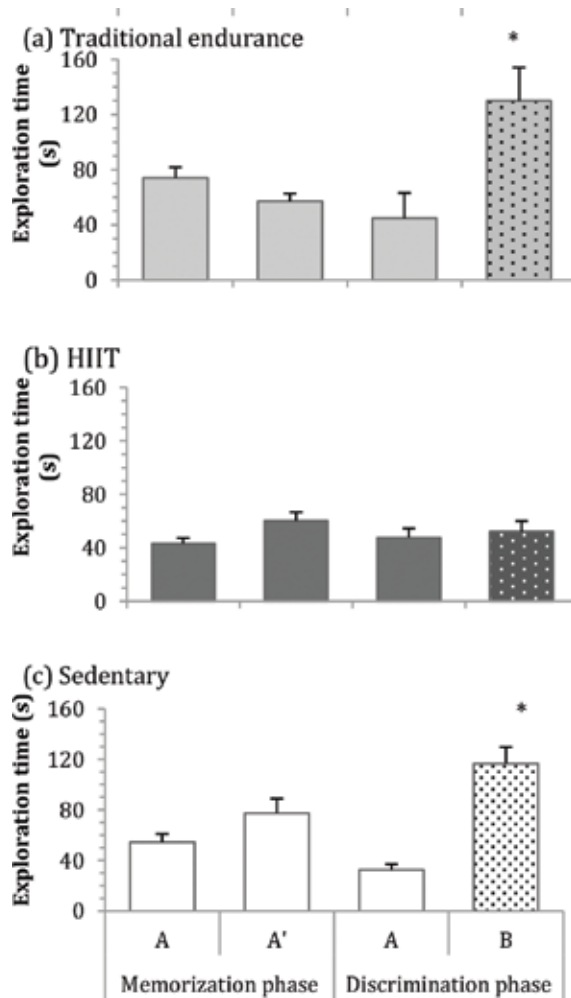 (a) Traditional endurance
*
Exploration time (s)
160
120
80
40
0
(b) HIIT
Exploration time (s)
160
120
80
40
0
(c) Sedentary
*
Exploration time (s)
160
120
80
40
0
A A' A B
Memorization phase Discrimination phase